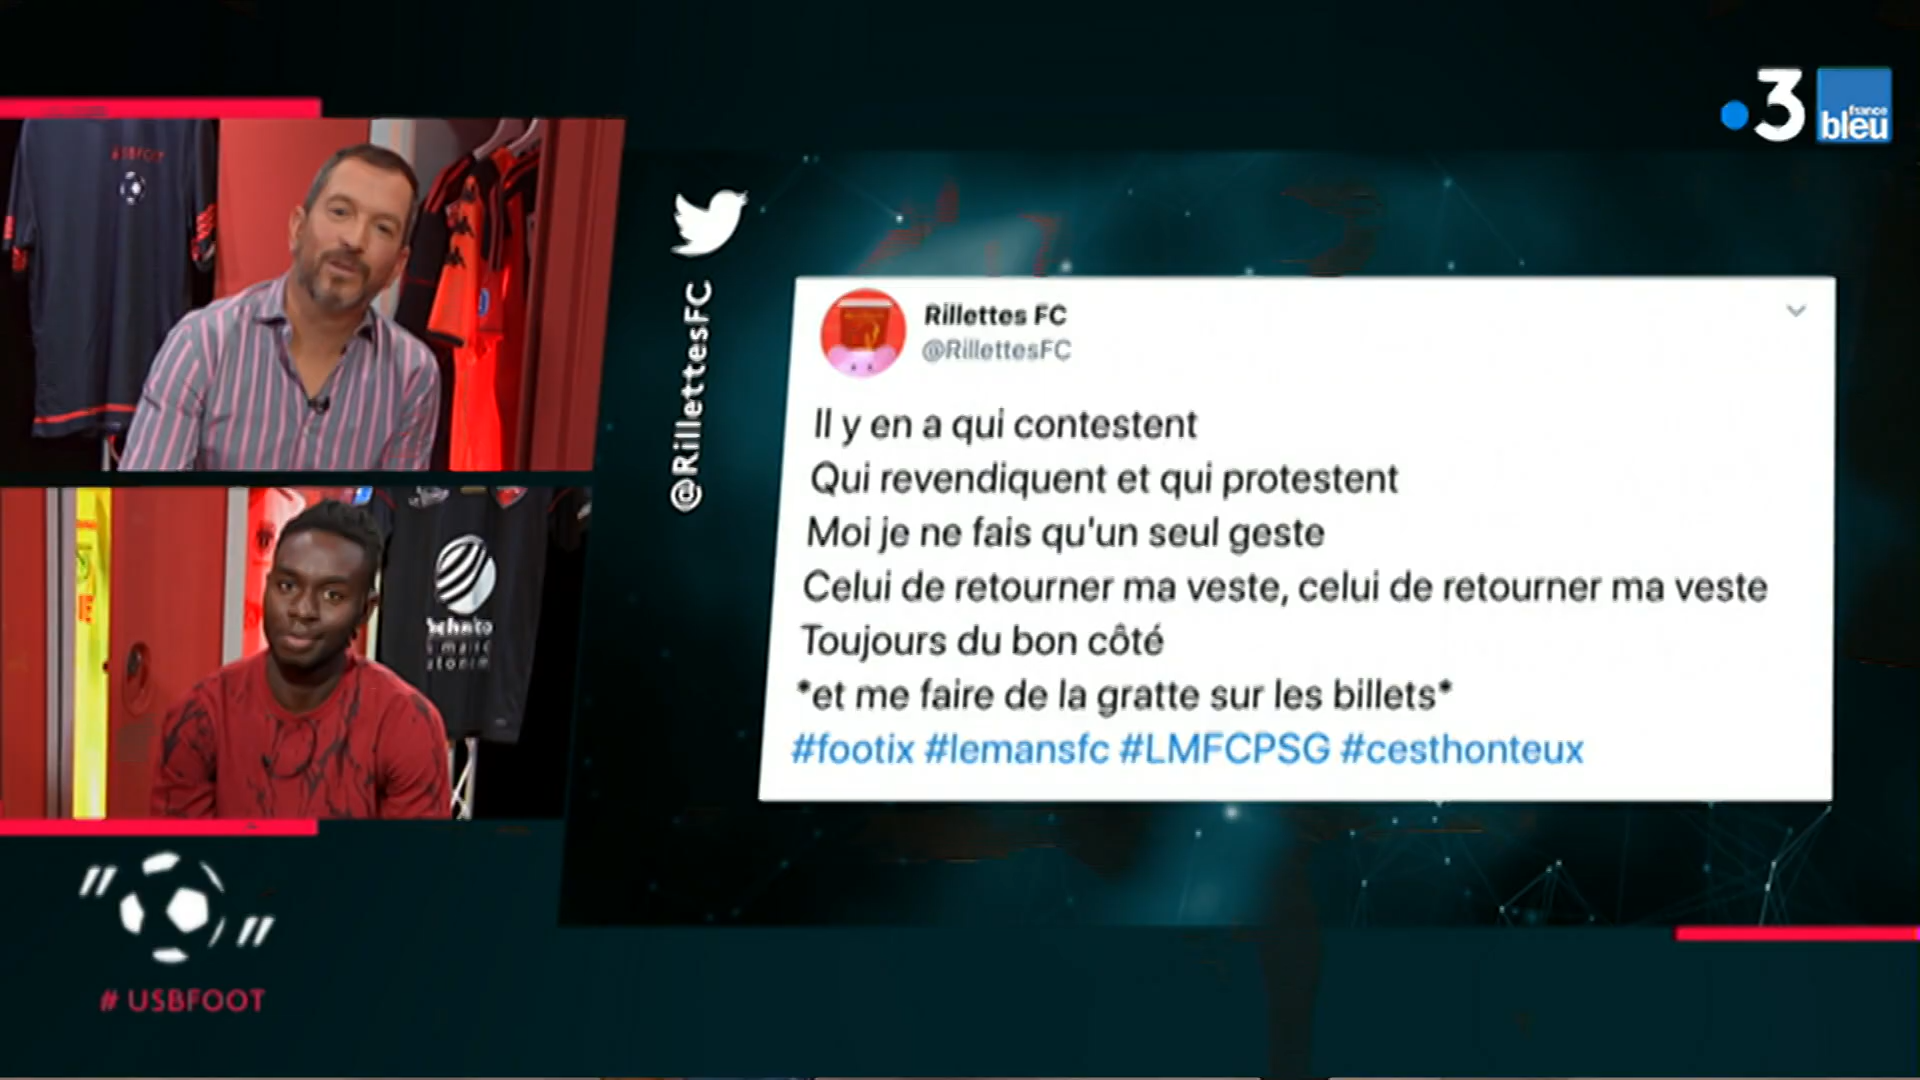 3
france
bleu
#USBFOOT
@RillettesFC
Rillettes FC
@RillettesFC
Il y en a qui contestent
Qui revendiquent et qui protestent
Moi je ne fais qu'un seul geste
Celui de retourner ma veste, celui de retourner ma veste
Toujours du bon côté
*et me faire de la gratte sur les billets*
#footix #lemansfc #LMFCPSG #cesthonteux
# USBFOOT